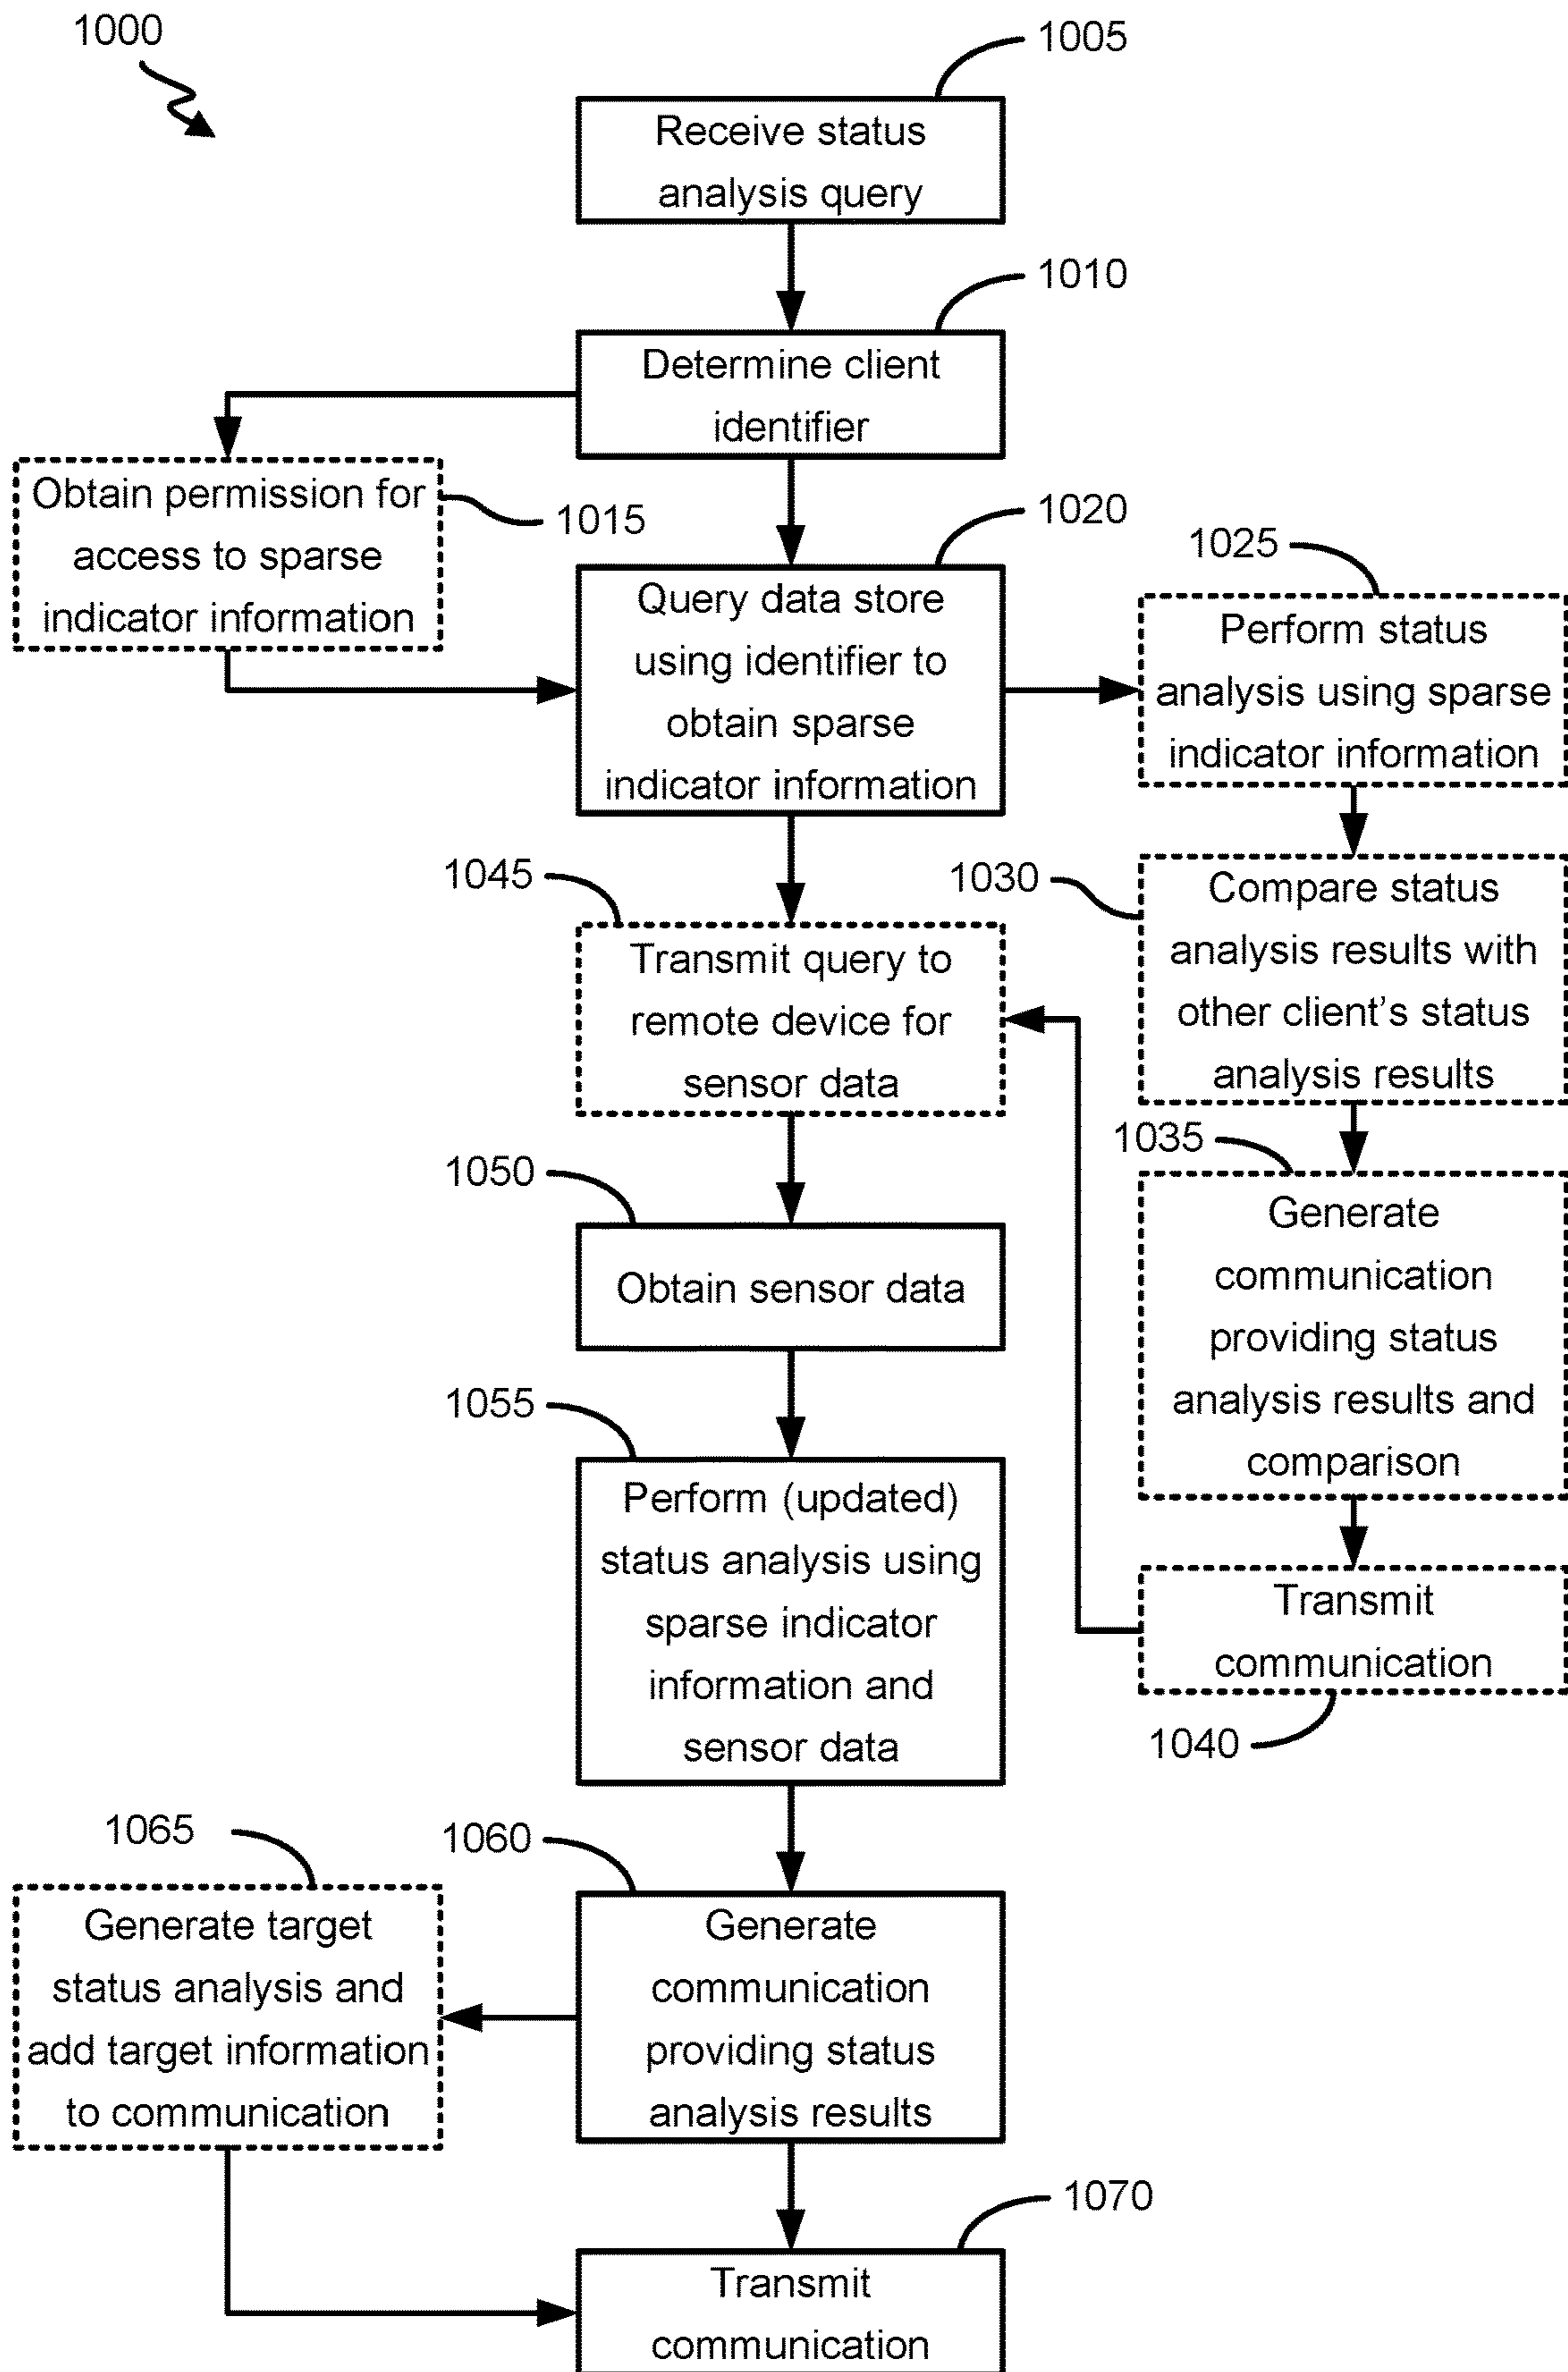 1000
1005
Receive status
analysis query
1010
Determine client
identifier
Obtain permission for
access to sparse
indicator information
1015
1020
Query data store
using identifier to
obtain sparse
indicator information
1025
Perform status
analysis using sparse
indicator information
1030
Compare status
analysis results with
other client's status
analysis results
1035
Generate
communication
providing status
analysis results and
comparison
Transmit
communication
1040
1045
Transmit query to
remote device for
sensor data
1050
Obtain sensor data
1055
Perform (updated)
status analysis using
sparse indicator
information and
sensor data
1060
Generate
communication
providing status
analysis results
1065
Generate target
status analysis and
add target information
to communication
1070
Transmit
communication